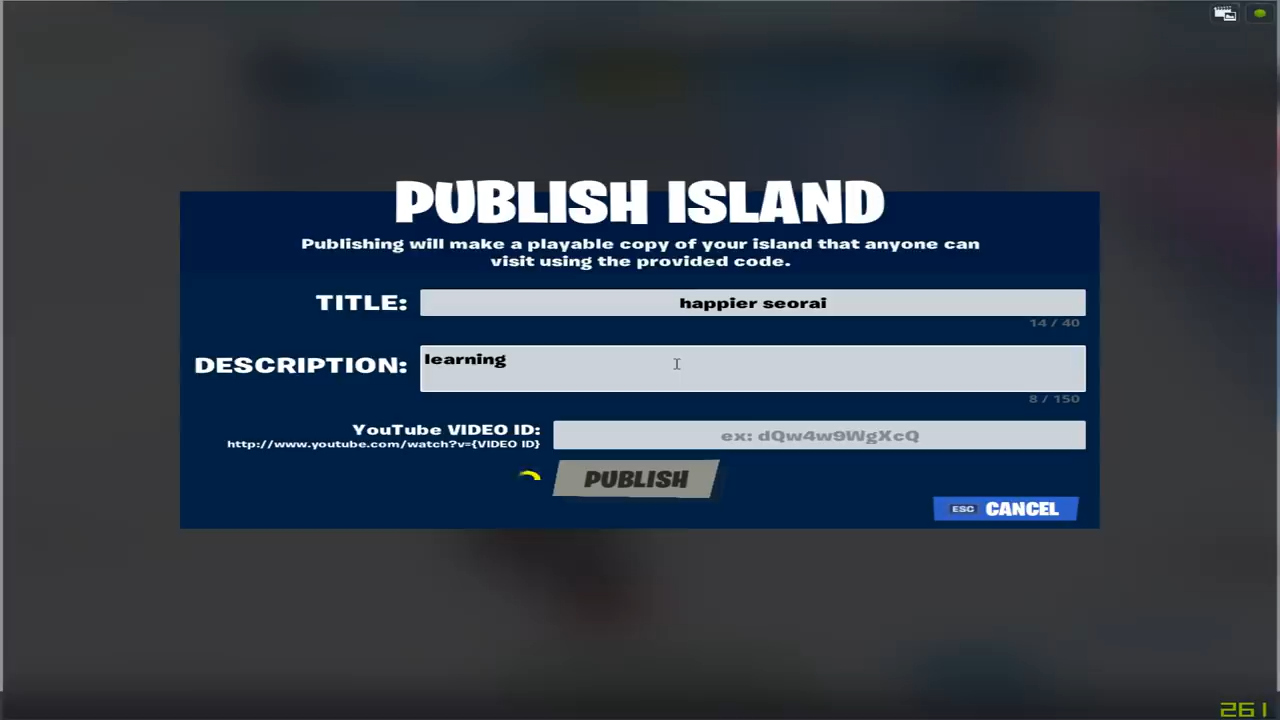 PUBLISH ISLAND
Publishing will make a playable copy of your island that anyone can
visit using the provided code.
TITLE: happier seorai
14 / 40
DESCRIPTION: learning
8 / 150
YouTube VIDEO ID:
http://www.youtube.com/watch?v={VIDEO ID}
ex: dQw4w9WgXcQ
PUBLISH
ESC CANCEL
261